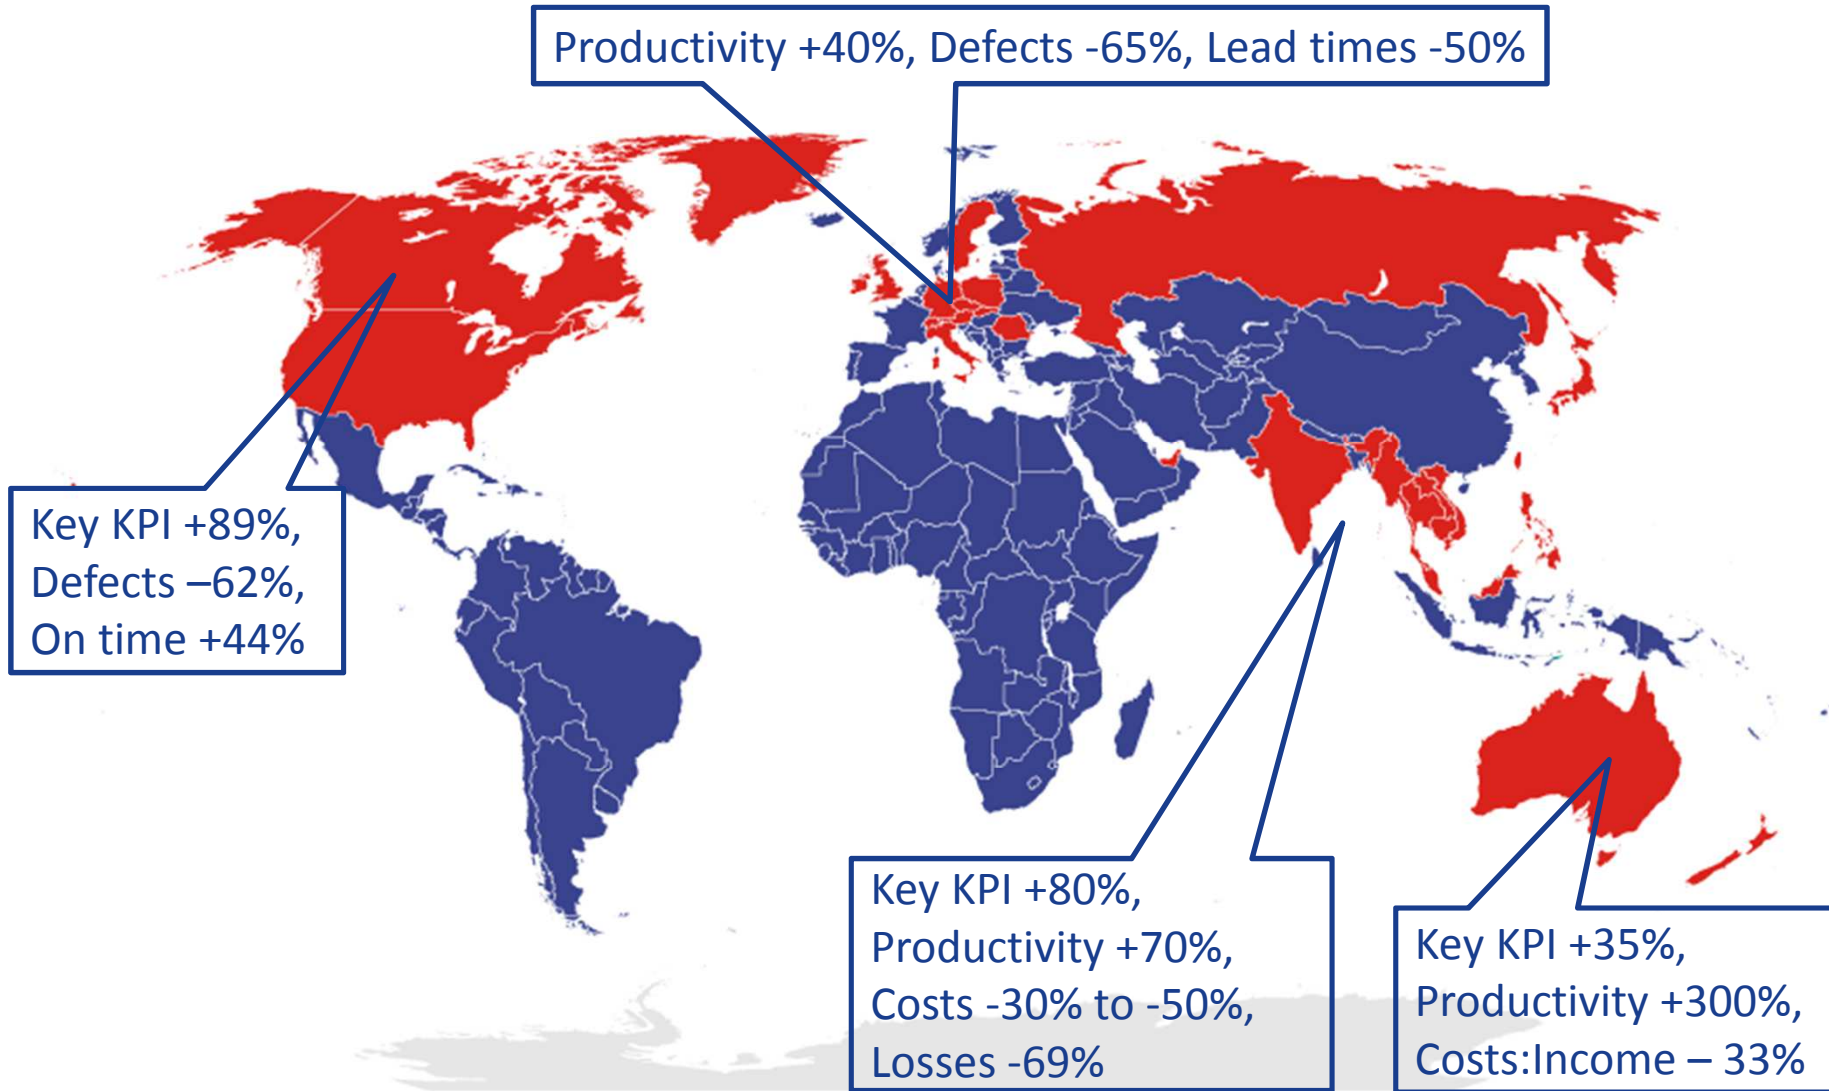 Productivity +40%, Defects -65%, Lead times -50%
Key KPI +89%,
Defects –62%,
On time +44%
Key KPI +80%,
Productivity +70%,
Costs -30% to -50%,
Losses -69%
Key KPI +35%,
Productivity +300%,
Costs:Income – 33%